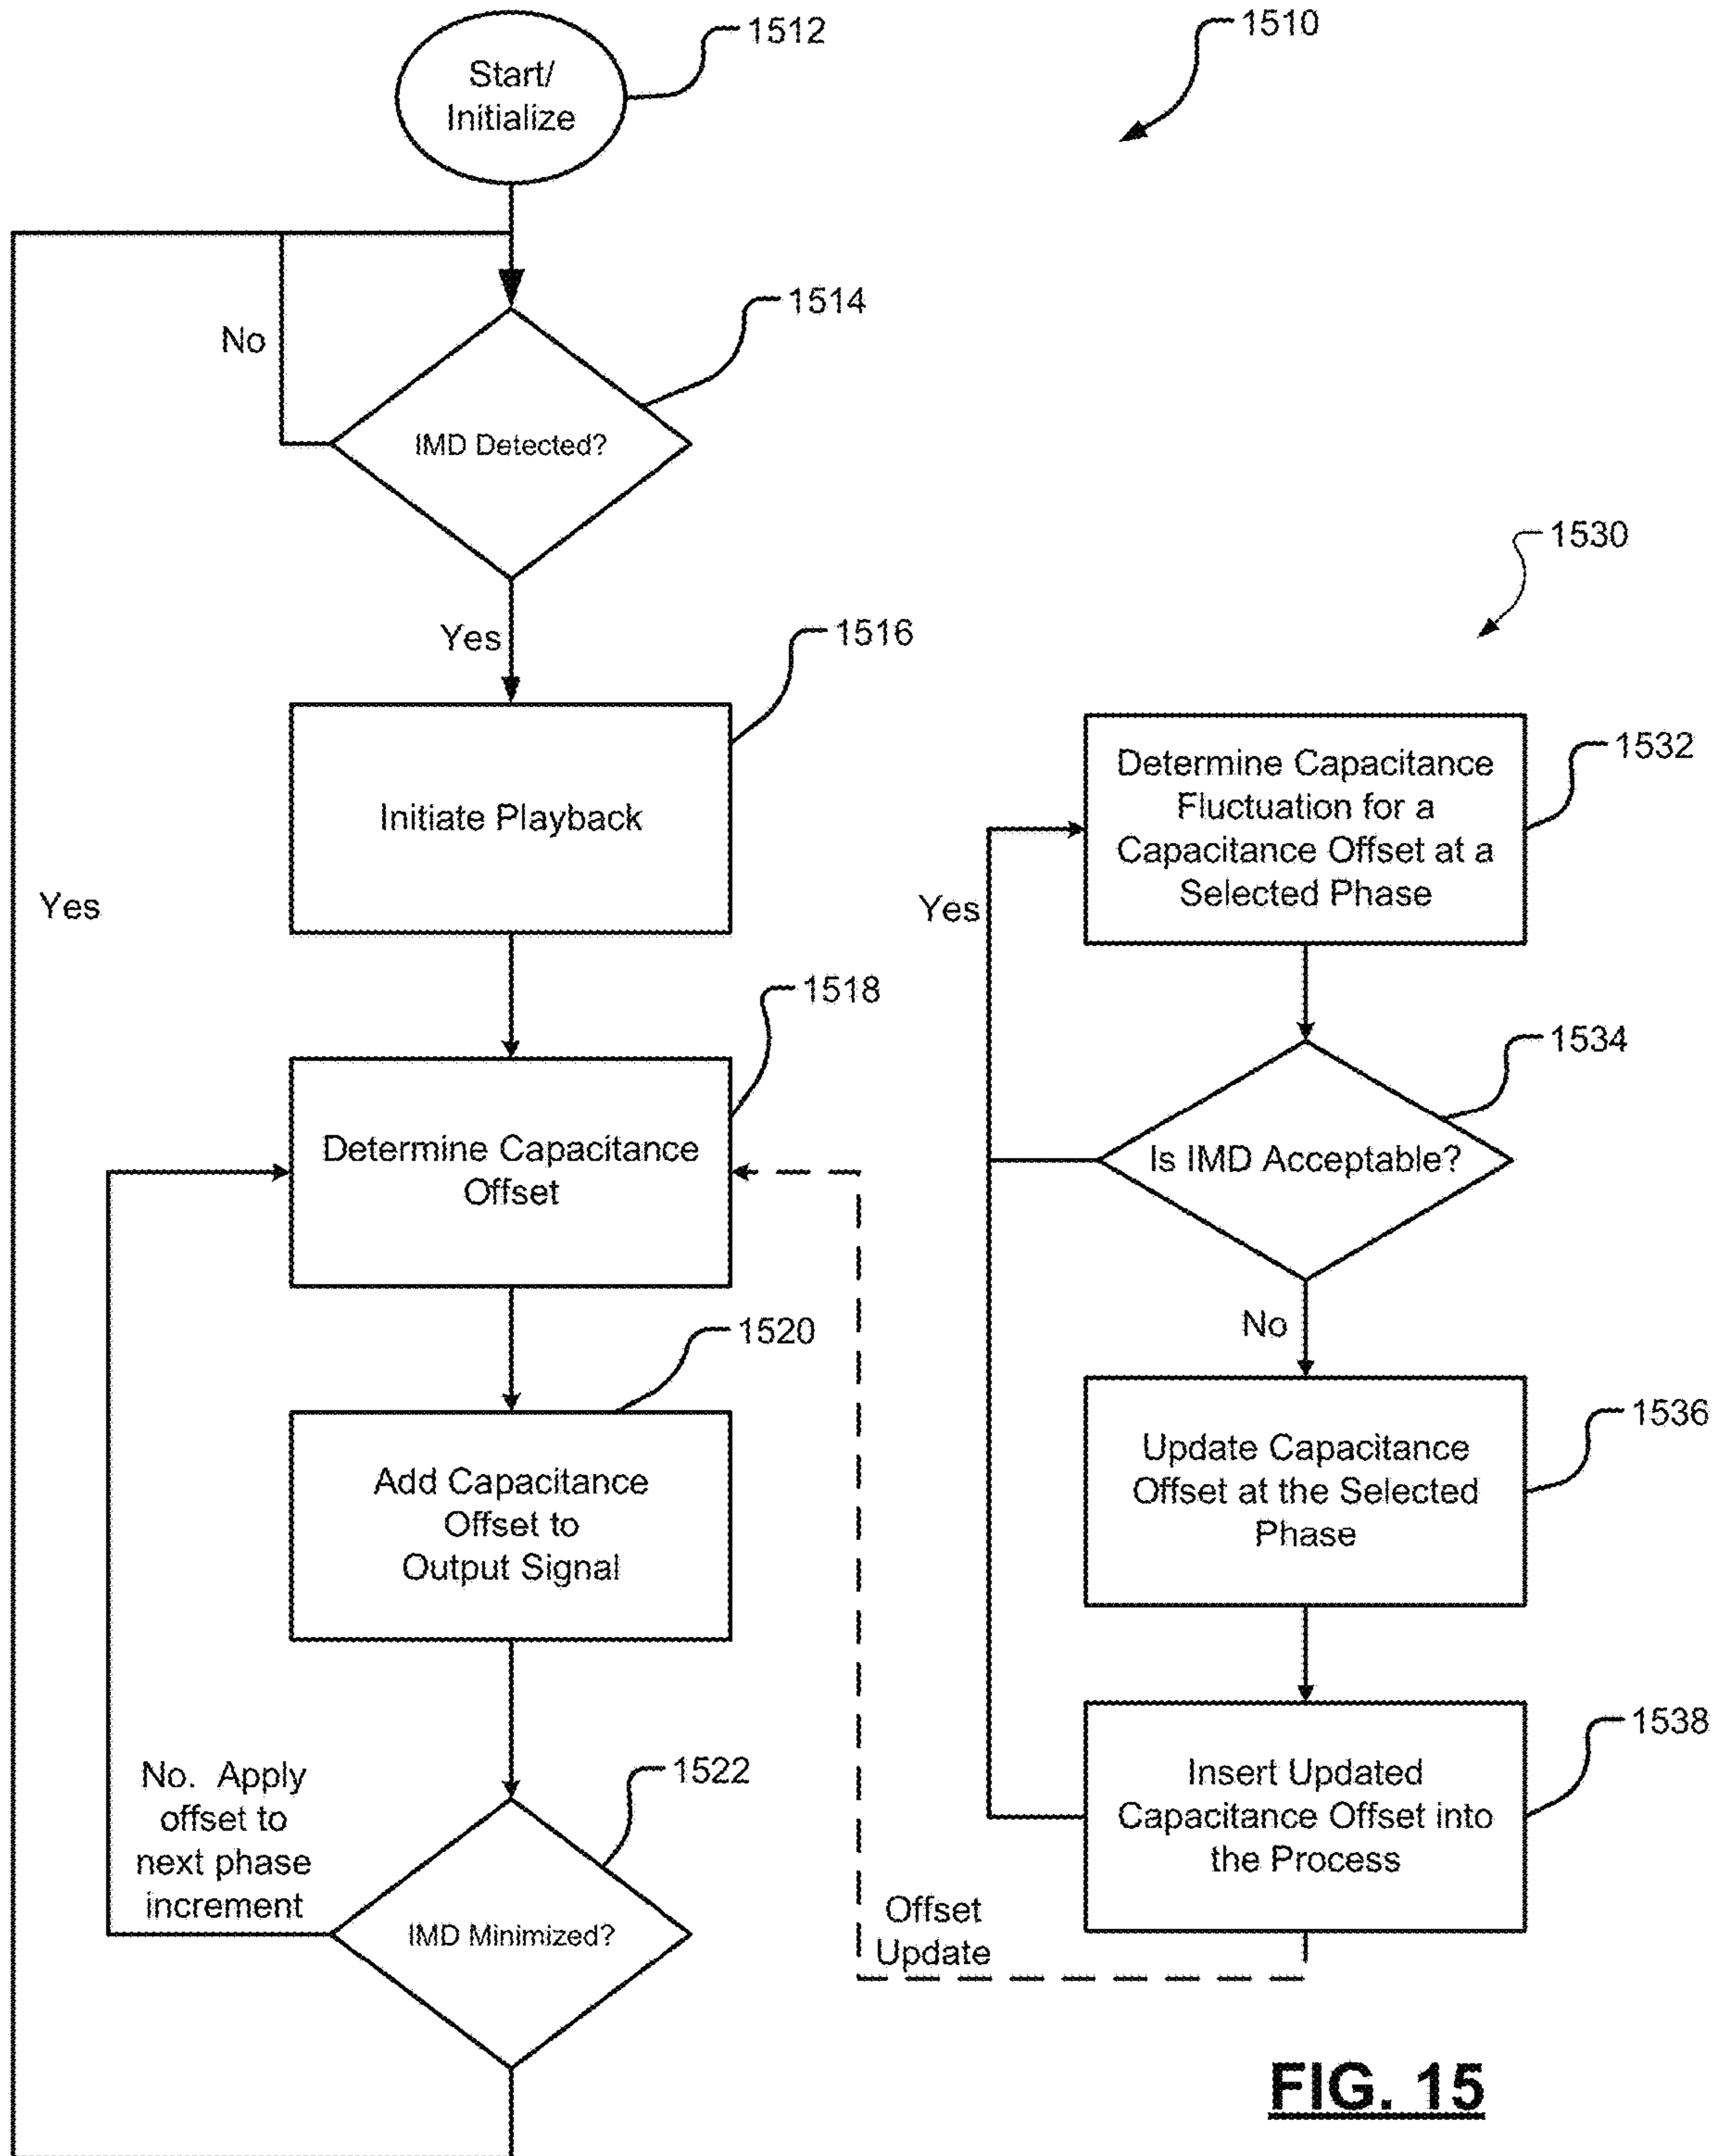 1512
1510
Start/
Initialize
1514
No
IMD Detected?
1530
Yes
1516
Initiate Playback
1532
Determine Capacitance
Fluctuation for a
Capacitance Offset at a
Selected Phase
Yes
Yes
1518
Determine Capacitance
Offset
1534
Is IMD Acceptable?
No
1520
Add Capacitance
Offset to
Output Signal
1536
Update Capacitance
Offset at the Selected
Phase
1522
No. Apply
offset to
next phase
increment
IMD Minimized?
1538
Insert Updated
Capacitance Offset into
the Process
Offset
Update
FIG. 15